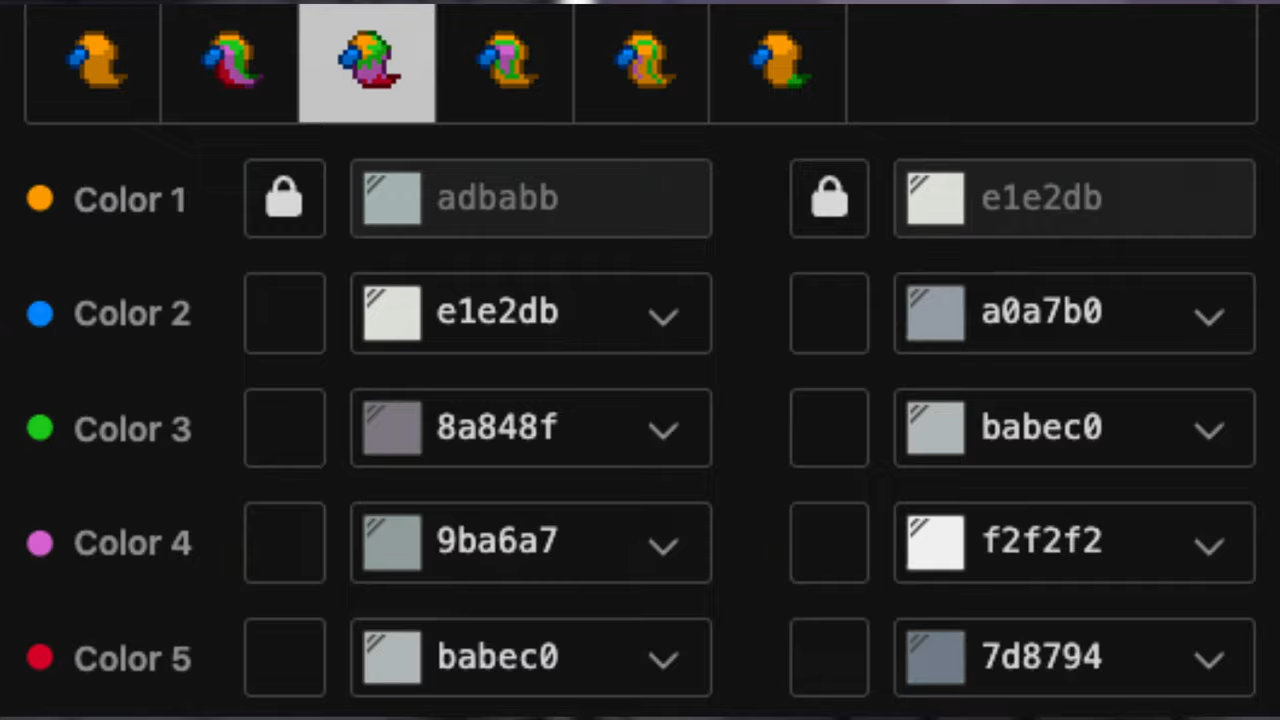 Color 1 adbabb e1e2db
Color 2 e1e2db a0a7b0
Color 3 8a848f babec0
Color 4 9ba6a7 f2f2f2
Color 5 babec0 7d8794